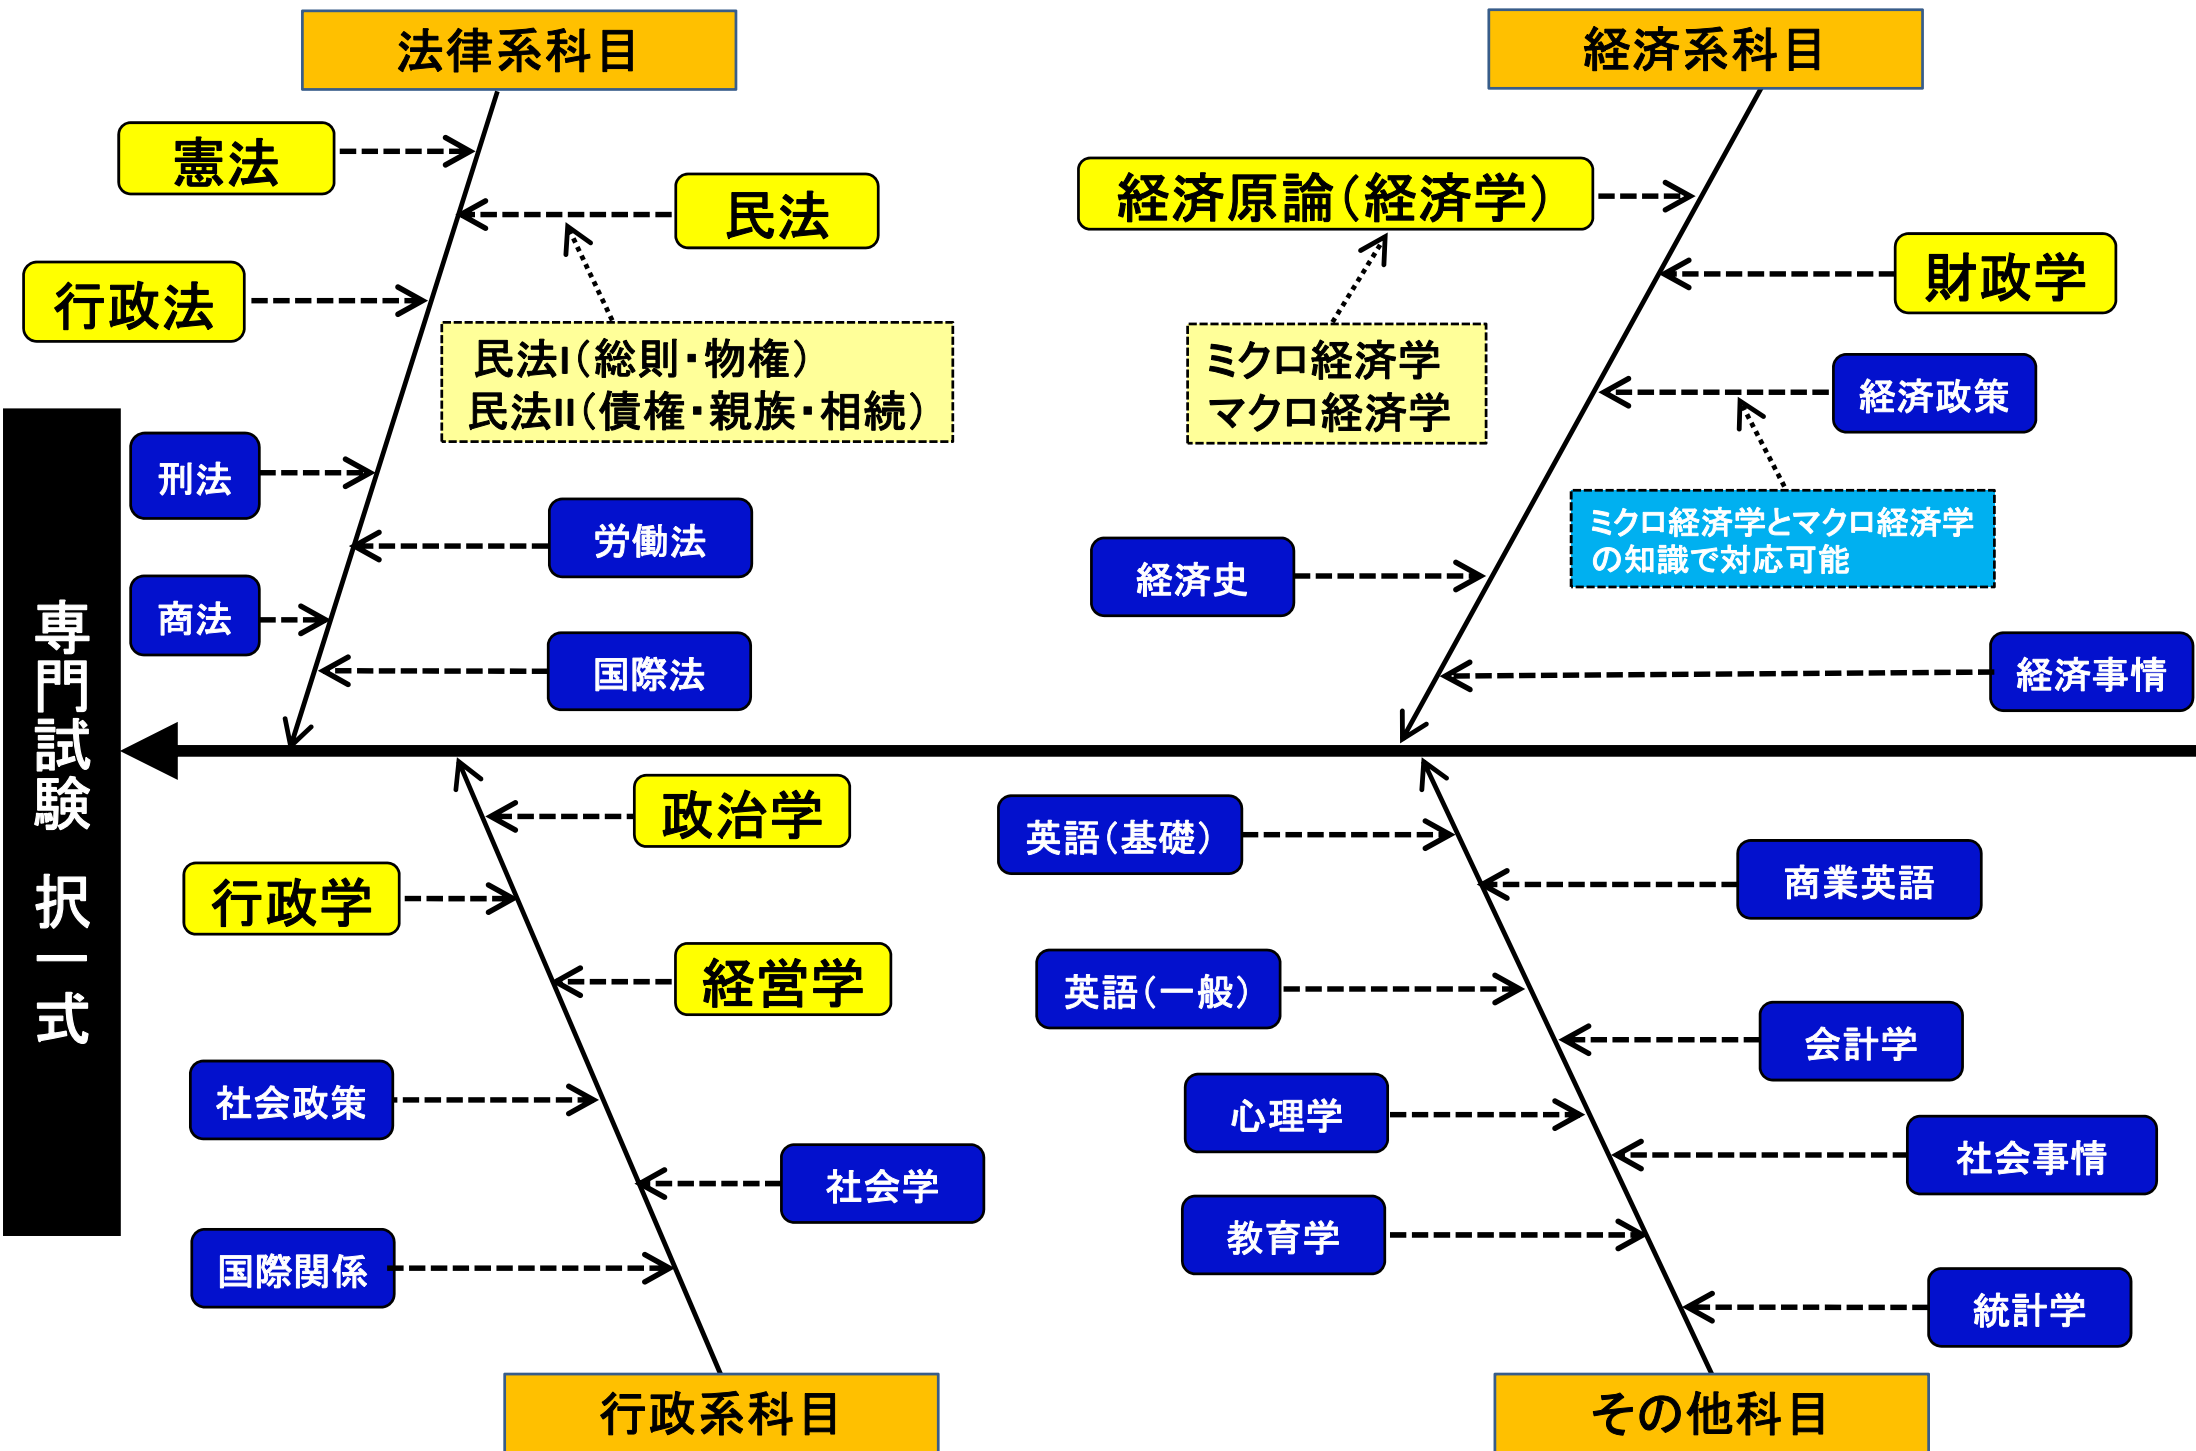 法律系科目
経済系科目
憲法
民法
行政法
民法Ⅰ（総則・物権）
民法Ⅱ（債権・親族・相続）
刑法
労働法
商法
国際法
経済原論（経済学）
財政学
ミクロ経済学
マクロ経済学
経済政策
ミクロ経済学とマクロ経済学
の知識で対応可能
経済史
経済事情
専門試験 択一式
政治学
行政学
経営学
社会政策
社会学
国際関係
行政系科目
英語（基礎）
商業英語
英語（一般）
会計学
心理学
社会事情
教育学
統計学
その他科目